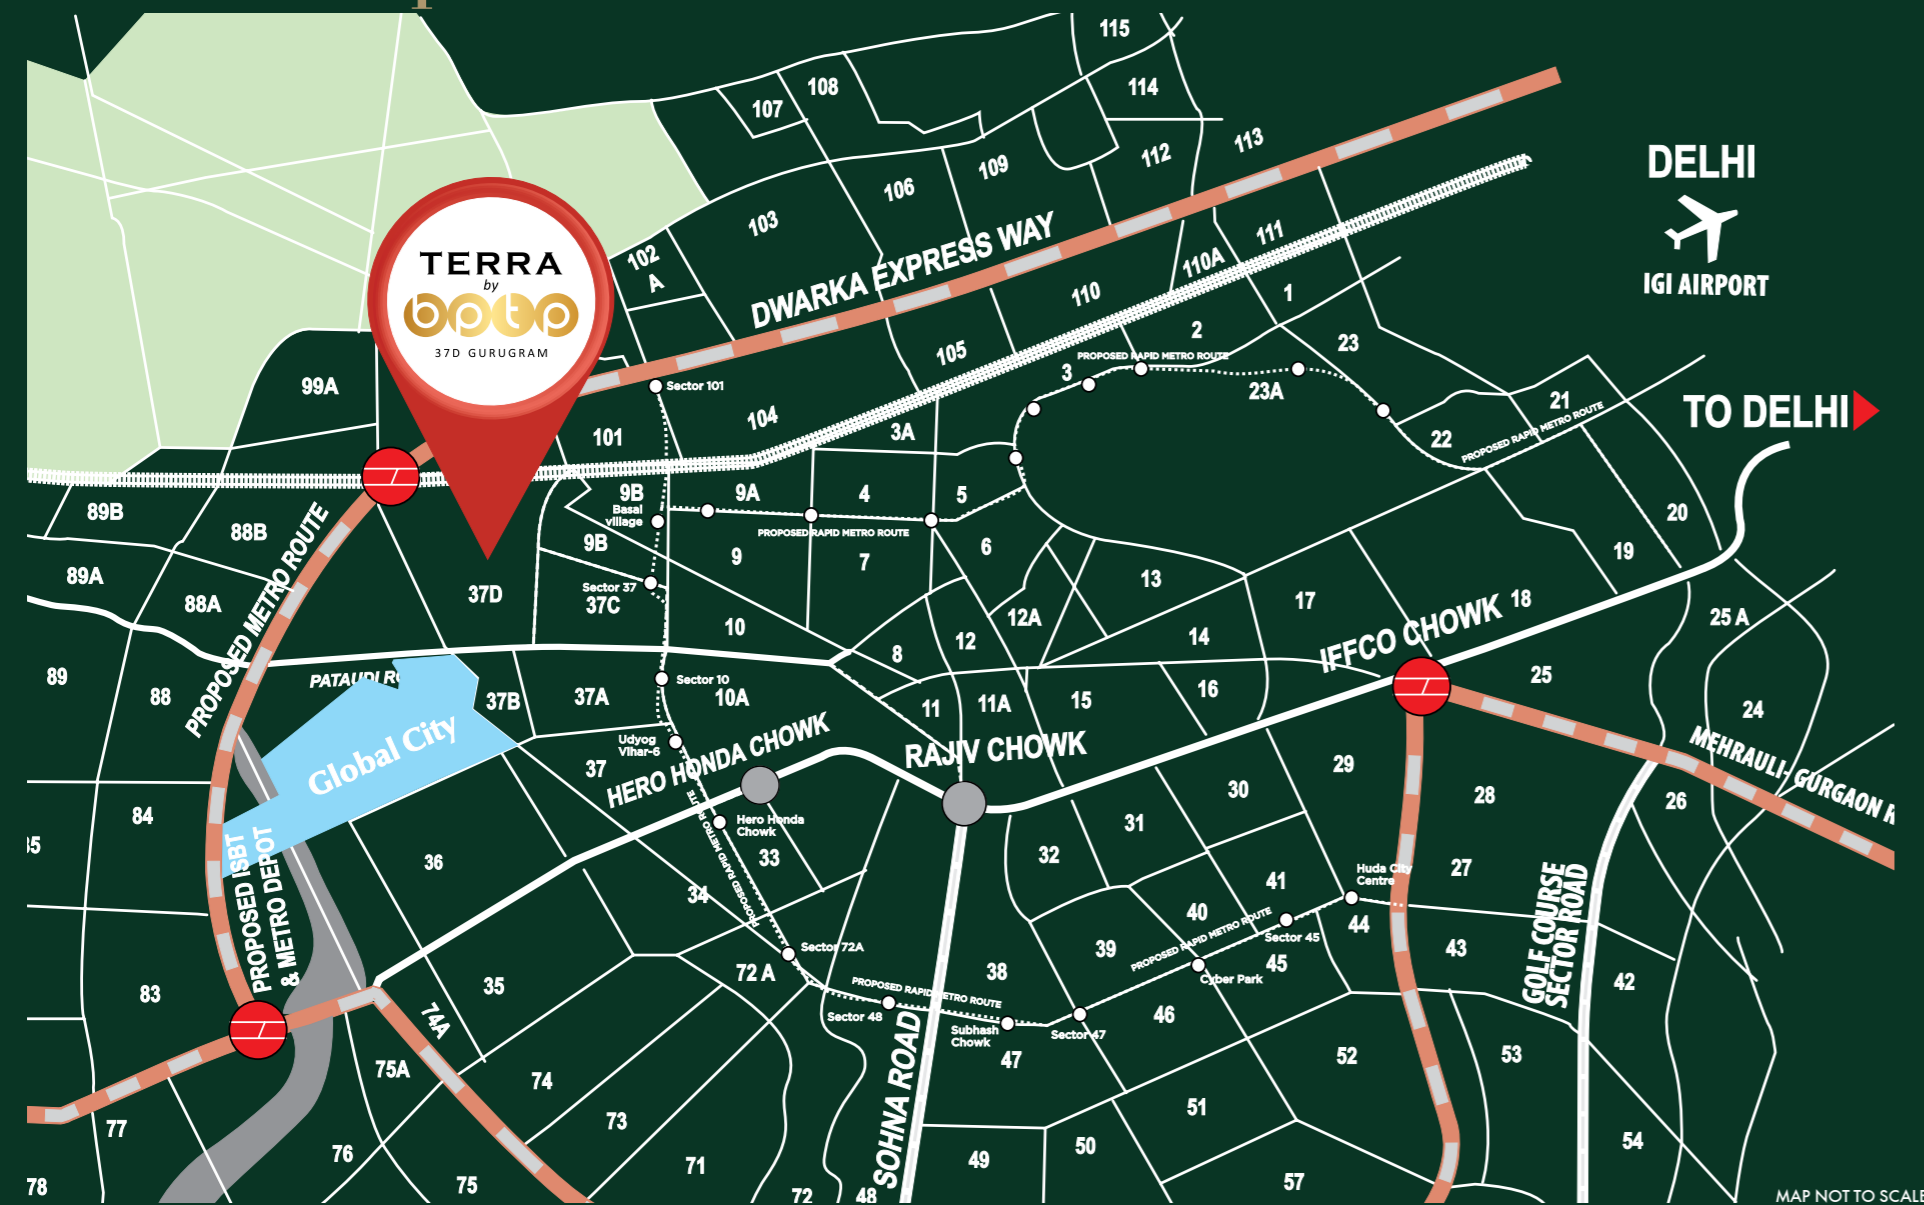 115
108
107
114
113
112
109
106
103
102
A
111
110A
110
DWARKA EXPRESS WAY
DELHI
IGI AIRPORT
TERRA
by
bptp
37D GURUGRAM
1
2
23
105
PROPOSED RAPID METRO ROUTE
3
23A
99A
Sector 101
104
101
3A
21
22
PROPOSED RAPID METRO ROUTE
TO DELHI
89B
88B
9B
Basai
village
9A
4
5
20
PROPOSED RAPID METRO ROUTE
9B
9
7
6
19
89A
88A
PROPOSED METRO ROUTE
37D
Sector 37
37C
13
17
18
10
12A
12
14
IFFCO CHOWK
25 A
8
89
88
37B
37A
Sector 10
10A
11
11A
15
16
25
24
Global City
Udyog
Vihar-6
37
HERO HONDA CHOWK
RAJIV CHOWK
MEHRAULI- GURGAON R
29
30
28
26
84
PROPOSED ISBT
& METRO DEPOT
36
Hero Honda
Chowk
33
34
PROPOSED RAPID METRO ROUTE
31
32
41
Huda City
Centre
27
40
44
PROPOSED RAPID METRO ROUTE
Sector 45
45
39
43
GOLF COURSE
SECTOR ROAD
42
Sector 72A
72 A
38
Cyber Park
83
35
74A
PROPOSED RAPID METRO ROUTE
Sector 48
Subhash
Chowk
Sector 47
46
47
52
53
75A
74
73
SOHNA ROAD
51
50
54
77
76
71
49
57
78
75
72
48
MAP NOT TO SCALE